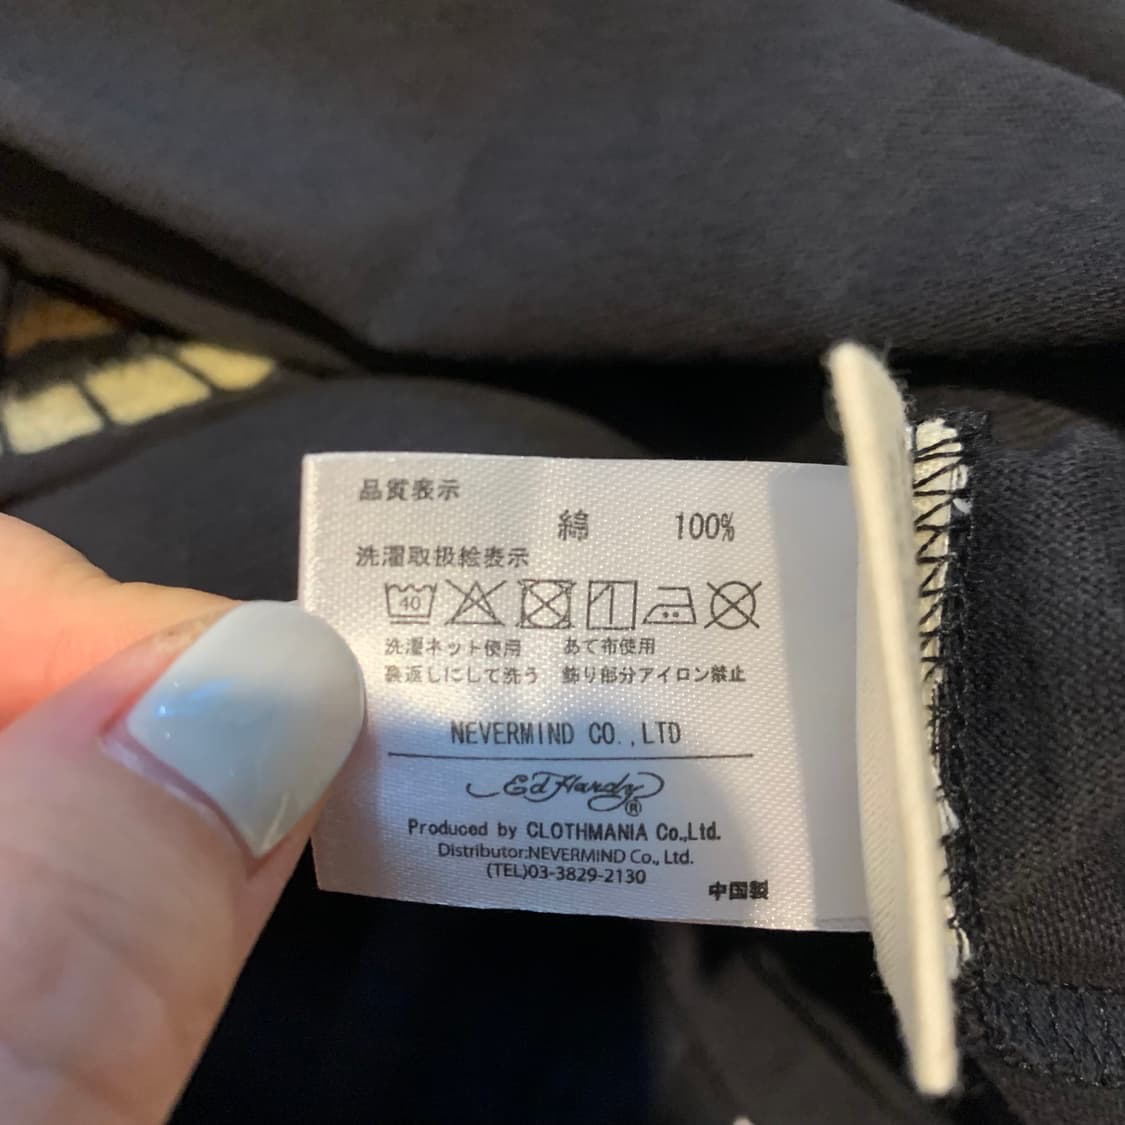 品質表示
綿 100%
洗濯取扱絵表示
40
洗濯ネット使用 あて布使用
裏返しにして洗う 飾り部分アイロン禁止
NEVERMIND CO.,LTD
Ed Hardy®
Produced by CLOTHMANIA Co.,Ltd.
Distributor:NEVERMIND Co., Ltd.
(TEL)03-3829-2130
中国製